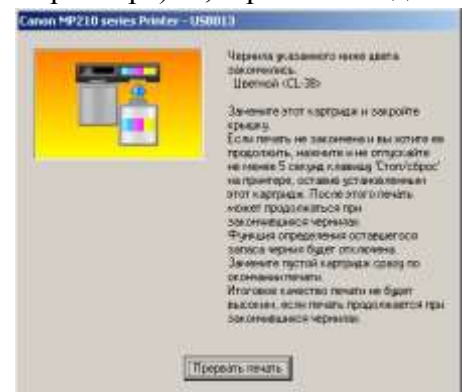 Canon MP210 series Printer - USB013
Чернила указанного ниже цвета
закончились.
Цветной (CL-38)
Замените этот картридж и закройте
крышку.
Если печать не закончена и вы хотите ее
продолжить, нажмите и не отпускайте
не менее 5 секунд клавишу 'Стоп/сброс'
на принтере, оставив установленным
этот картридж. После этого печать
может продолжаться при
закончившихся чернилах.
Функция определения оставшегося
запаса чернил будет отключена.
Замените пустой картридж сразу по
окончании печати.
Итоговое качество печати не будет
высоким, если печать продолжается при
закончившихся чернилах.
Прервать печать